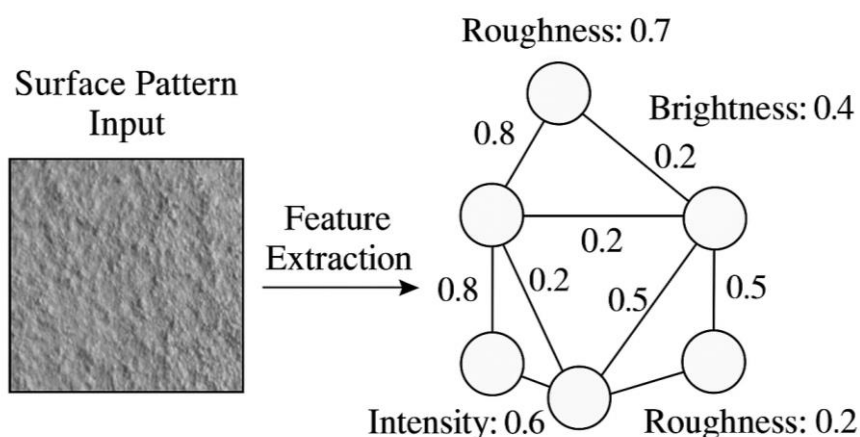 Surface Pattern
Input
Feature
Extraction
Roughness: 0.7
Brightness: 0.4
0.8
0.2
0.2
0.8
0.2
0.5
0.5
Intensity: 0.6
Roughness: 0.2